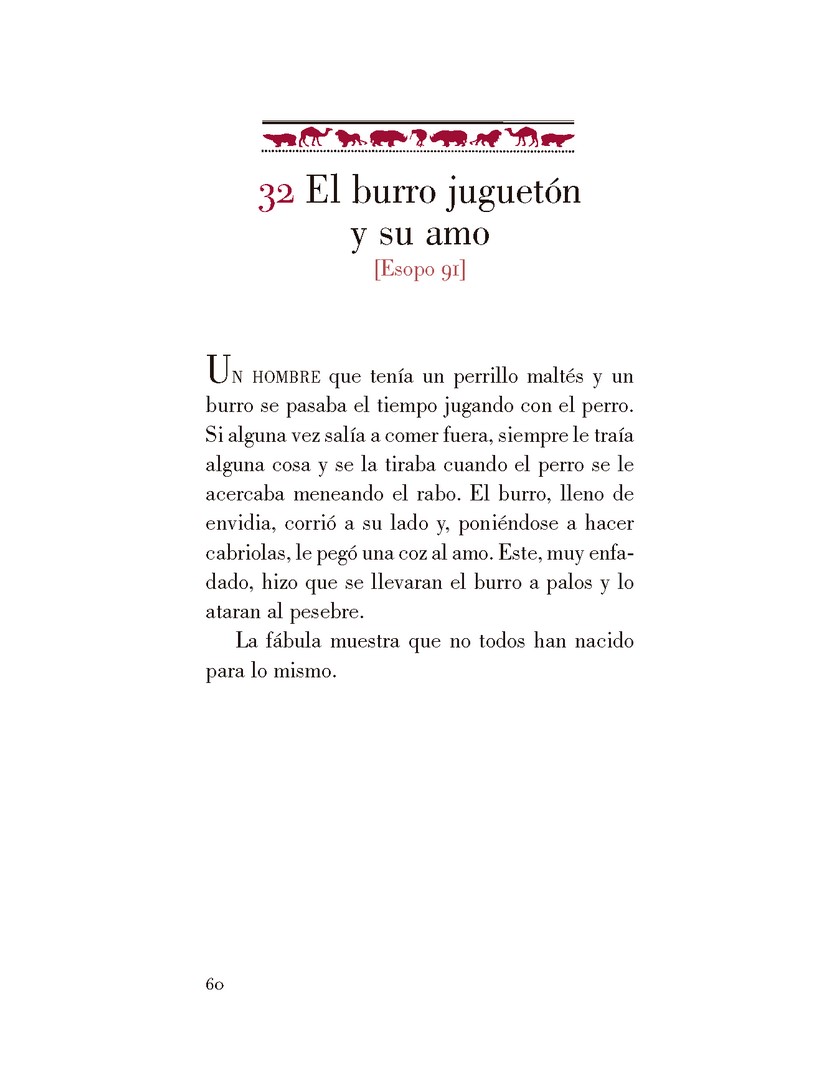 32 El burro juguetón
y su amo
[Esopo 91]
UN HOMBRE que tenía un perrillo maltés y un
burro se pasaba el tiempo jugando con el perro.
Si alguna vez salía a comer fuera, siempre le traía
alguna cosa y se la tiraba cuando el perro se le
acercaba meneando el rabo. El burro, lleno de
envidia, corrió a su lado y, poniéndose a hacer
cabriolas, le pegó una coz al amo. Este, muy enfa-
dado, hizo que se llevaran el burro a palos y lo
ataran al pesebre.
La fábula muestra que no todos han nacido
para lo mismo.
60